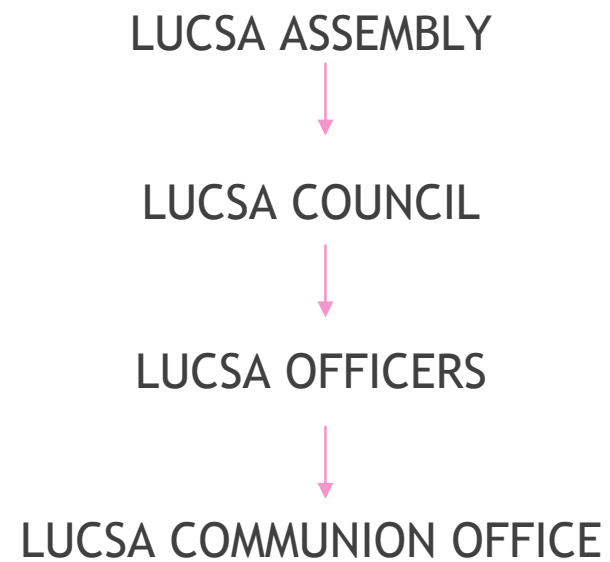 LUCSA ASSEMBLY
LUCSA COUNCIL
LUCSA OFFICERS
LUCSA COMMUNION OFFICE